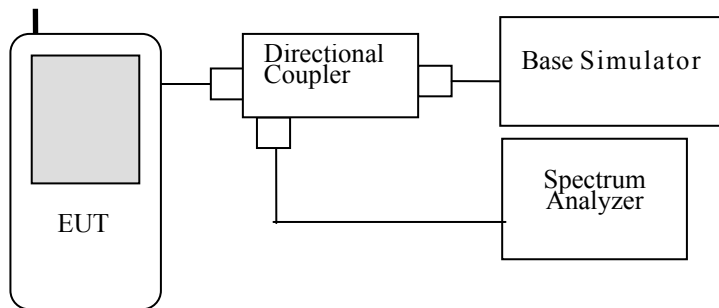 Directional
Coupler
Base Simulator
Spectrum
Analyzer
EUT